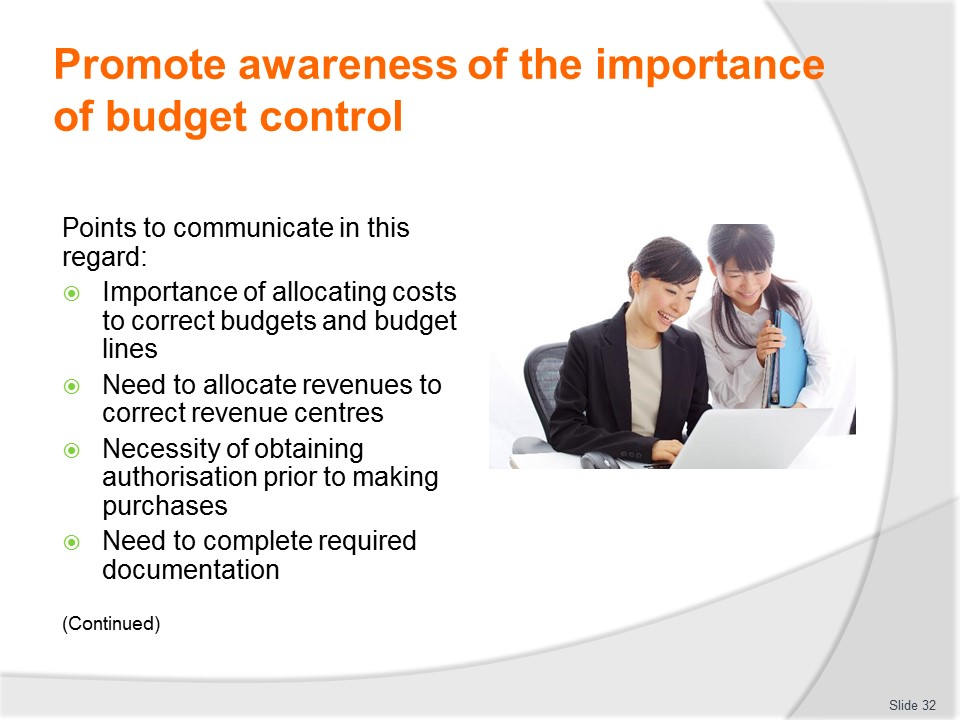 Promote awareness of the importance
of budget control
Points to communicate in this
regard:
Importance of allocating costs
to correct budgets and budget
lines
Need to allocate revenues to
correct revenue centres
Necessity of obtaining
authorisation prior to making
purchases
Need to complete required
documentation
(Continued)
Slide 32